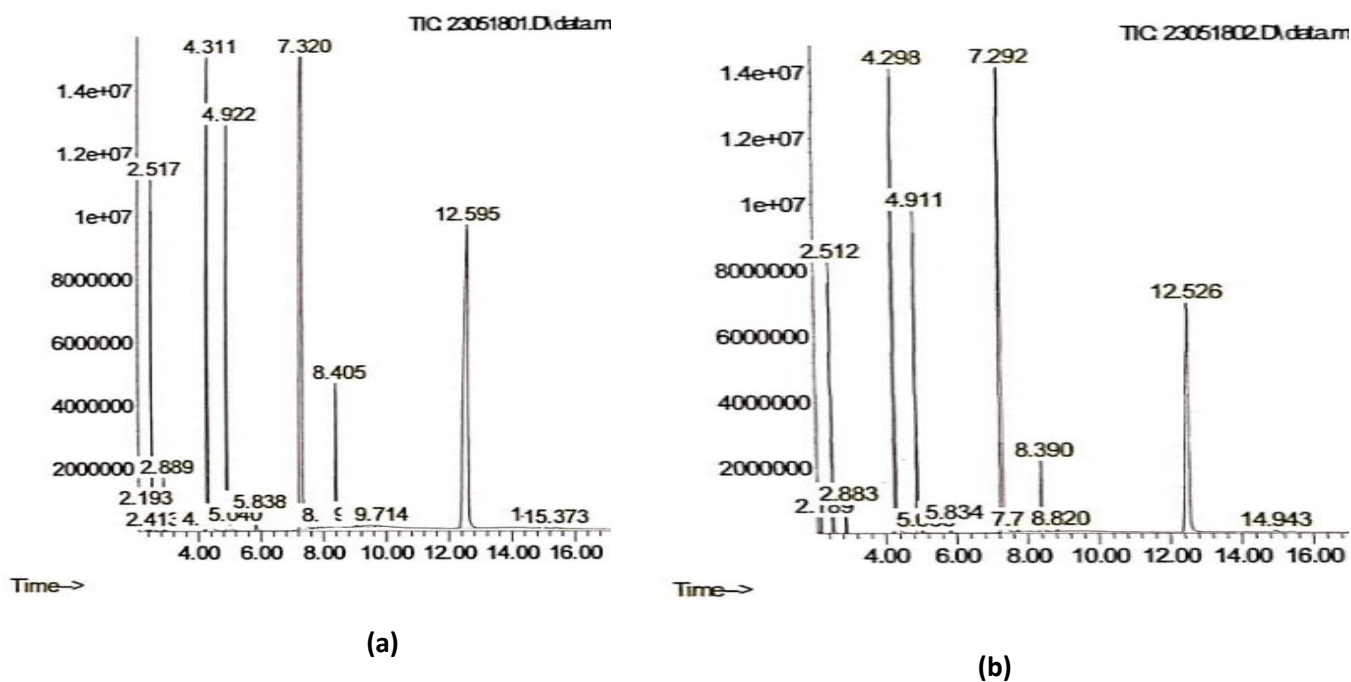 TIC: 23051801.D\data.m
4.311
7.320
1.4e+07
4.922
1.2e+07
2.517
1e+07
12.595
8000000
6000000
8.405
4000000
2000000
2.889
2.193
5.838
9.714
15.373
4.00 6.00 8.00 10.00 12.00 14.00 16.00
Time-->
(a)
TIC: 23051802.D\data.m
4.298
7.292
1.4e+07
1.2e+07
1e+07
4.911
2.512
8000000
12.526
6000000
4000000
8.390
2000000
2.883
5.834
7.7
8.820
14.943
4.00 6.00 8.00 10.00 12.00 14.00 16.00
Time-->
(b)